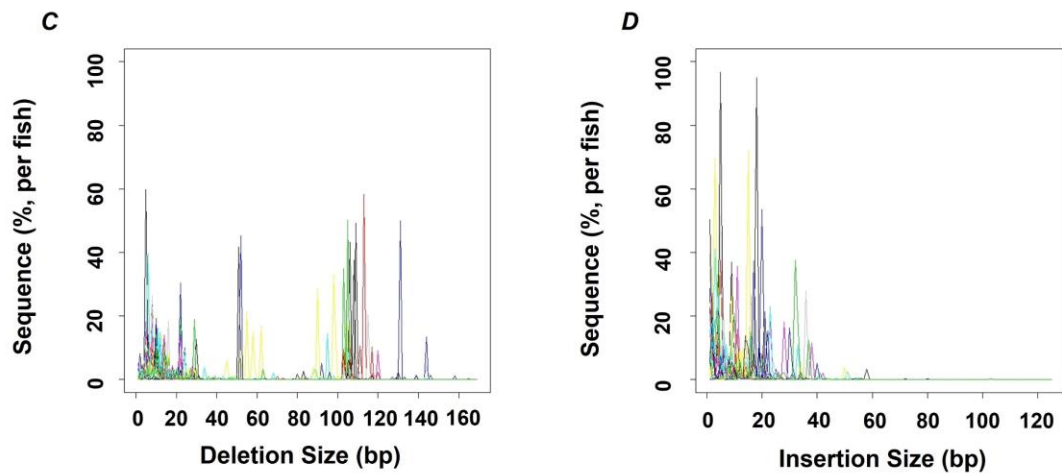 C
D
Sequence (%, per fish)
100
80
60
40
20
0
0 20 40 60 80 100 120 140 160
Deletion Size (bp)
Sequence (%, per fish)
100
80
60
40
20
0
0 20 40 60 80 100 120
Insertion Size (bp)